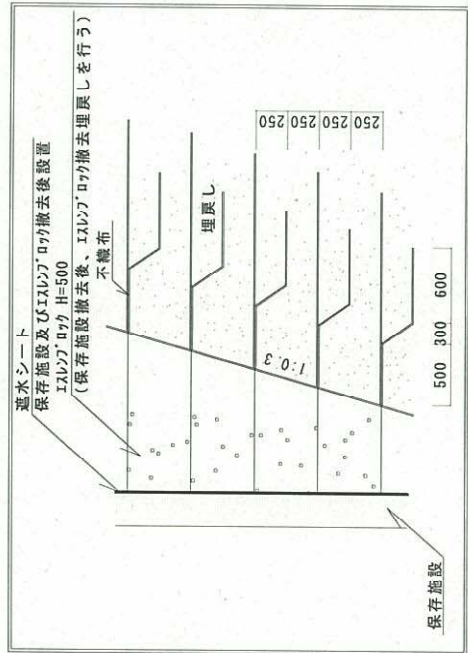 遮水シート
保存施設及びエスレンブロック撤去後設置
エスレンブロック H=500
(保存施設撤去後、エスレンブロック撤去埋戻しを行う)
不織布
埋戻し
250
250
250
250
1:0.3
500
300
600
保存施設